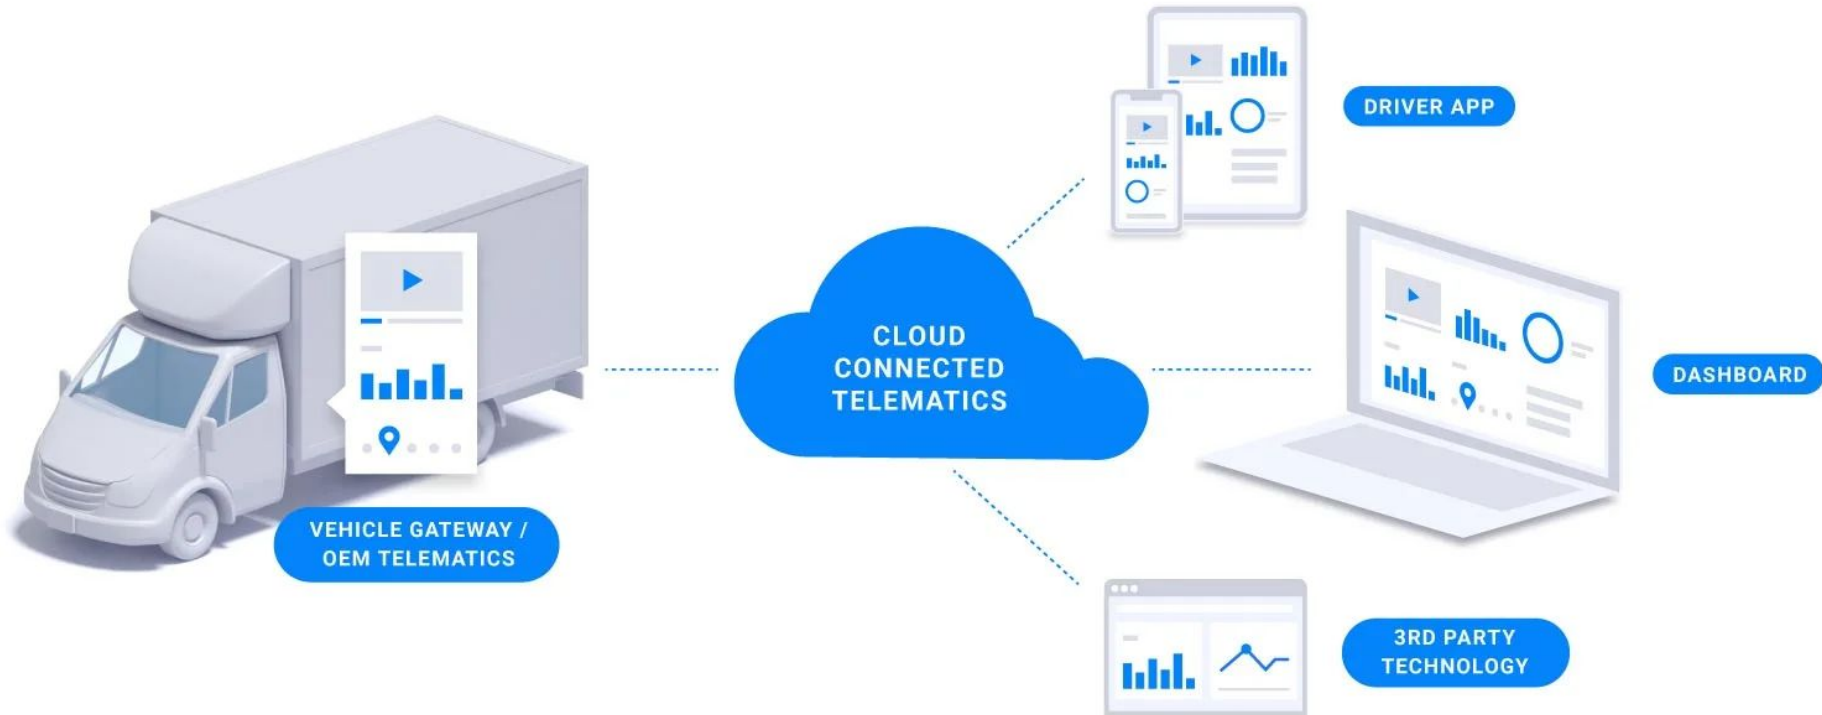 DRIVER APP
CLOUD
CONNECTED
TELEMATICS
DASHBOARD
VEHICLE GATEWAY /
OEM TELEMATICS
3RD PARTY
TECHNOLOGY